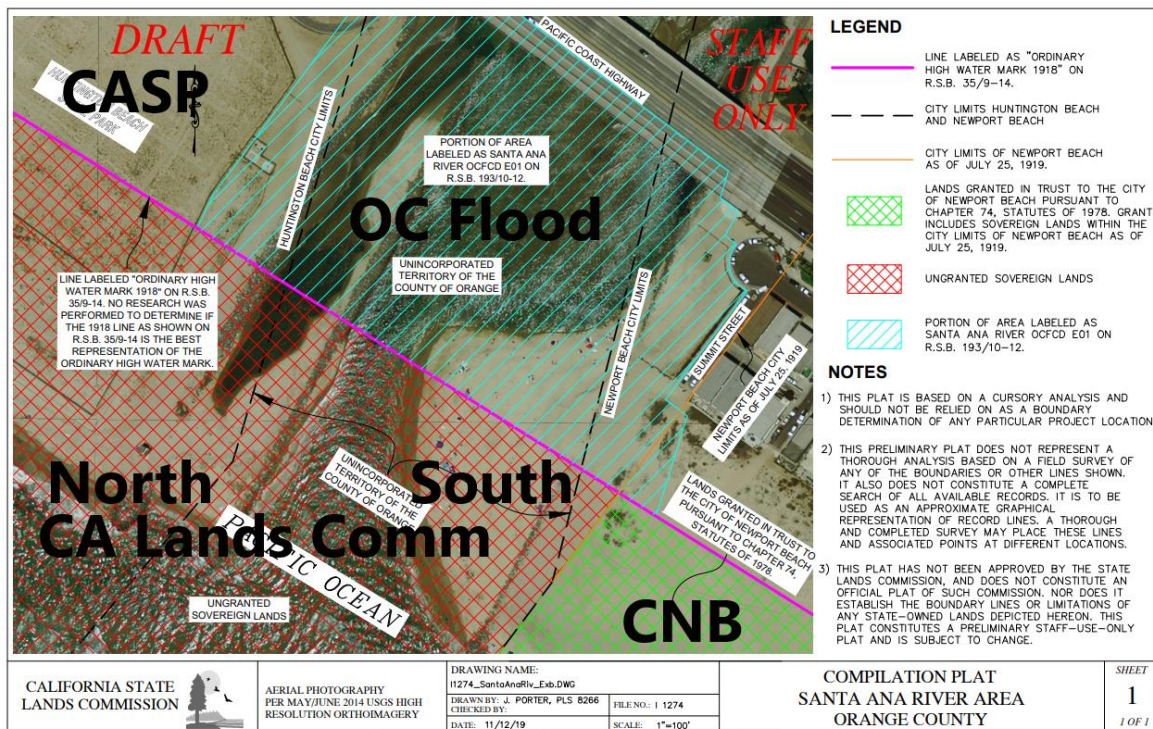 DRAFT
CASP
HUNTINGTON BEACH
STATE PARK
PACIFIC COAST HIGHWAY
STAFF
USE
ONLY
HUNTINGTON BEACH CITY LIMITS
PORTION OF AREA
LABELED AS SANTA ANA
RIVER OCFCD E01 ON
R.S.B. 193/10-12.
OC Flood
UNINCORPORATED
TERRITORY OF THE
COUNTY OF ORANGE
LINE LABELED "ORDINARY HIGH
WATER MARK 1918" ON R.S.B.
35/9-14. NO RESEARCH WAS
PERFORMED TO DETERMINE IF
THE 1918 LINE AS SHOWN ON
R.S.B. 35/9-14 IS THE BEST
REPRESENTATION OF THE
ORDINARY HIGH WATER MARK.
NEWPORT BEACH CITY LIMITS
SUMMIT STREET
NEWPORT BEACH CITY
LIMITS AS OF JULY 25, 1919
North
South
CA Lands Comm
UNINCORPORATED
TERRITORY OF THE
COUNTY OF ORANGE
PACIFIC OCEAN
UNGRANTED
SOVEREIGN LANDS
LANDS GRANTED IN TRUST TO
THE CITY OF NEWPORT BEACH
PURSUANT TO CHAPTER 74,
STATUTES OF 1978.
CNB
LEGEND
LINE LABELED AS "ORDINARY
HIGH WATER MARK 1918" ON
R.S.B. 35/9-14.
CITY LIMITS HUNTINGTON BEACH
AND NEWPORT BEACH
CITY LIMITS OF NEWPORT BEACH
AS OF JULY 25, 1919.
LANDS GRANTED IN TRUST TO THE CITY
OF NEWPORT BEACH PURSUANT TO
CHAPTER 74, STATUTES OF 1978. GRANT
INCLUDES SOVEREIGN LANDS WITHIN THE
CITY LIMITS OF NEWPORT BEACH AS OF
JULY 25, 1919.
UNGRANTED SOVEREIGN LANDS
PORTION OF AREA LABELED AS
SANTA ANA RIVER OCFCD E01 ON
R.S.B. 193/10-12.
NOTES
1) THIS PLAT IS BASED ON A CURSORY ANALYSIS AND
SHOULD NOT BE RELIED ON AS A BOUNDARY
DETERMINATION OF ANY PARTICULAR PROJECT LOCATION
2) THIS PRELIMINARY PLAT DOES NOT REPRESENT A
THOROUGH ANALYSIS BASED ON A FIELD SURVEY OF
ANY OF THE BOUNDARIES OR OTHER LINES SHOWN.
IT ALSO DOES NOT CONSTITUTE A COMPLETE
SEARCH OF ALL AVAILABLE RECORDS. IT IS TO BE
USED AS AN APPROXIMATE GRAPHICAL
REPRESENTATION OF RECORD LINES. A THOROUGH
AND COMPLETED SURVEY MAY PLACE THESE LINES
AND ASSOCIATED POINTS AT DIFFERENT LOCATIONS.
3) THIS PLAT HAS NOT BEEN APPROVED BY THE STATE
LANDS COMMISSION, AND DOES NOT CONSTITUTE AN
OFFICIAL PLAT OF SUCH COMMISSION. NOR DOES IT
ESTABLISH THE BOUNDARY LINES OR LIMITATIONS OF
ANY STATE-OWNED LANDS DEPICTED HEREON. THIS
PLAT CONSTITUTES A PRELIMINARY STAFF-USE-ONLY
PLAT AND IS SUBJECT TO CHANGE.
CALIFORNIA STATE
LANDS COMMISSION
AERIAL PHOTOGRAPHY
PER MAY/JUNE 2014 USGS HIGH
RESOLUTION ORTHOIMAGERY
DRAWING NAME:
I1274_SantaAnaRiv_Exb.DWG
DRAWN BY: J. PORTER, PLS 8266
CHECKED BY:
FILE NO.: I 1274
DATE: 11/12/19
SCALE: 1"=100'
COMPILATION PLAT
SANTA ANA RIVER AREA
ORANGE COUNTY
SHEET
1
1 OF 1